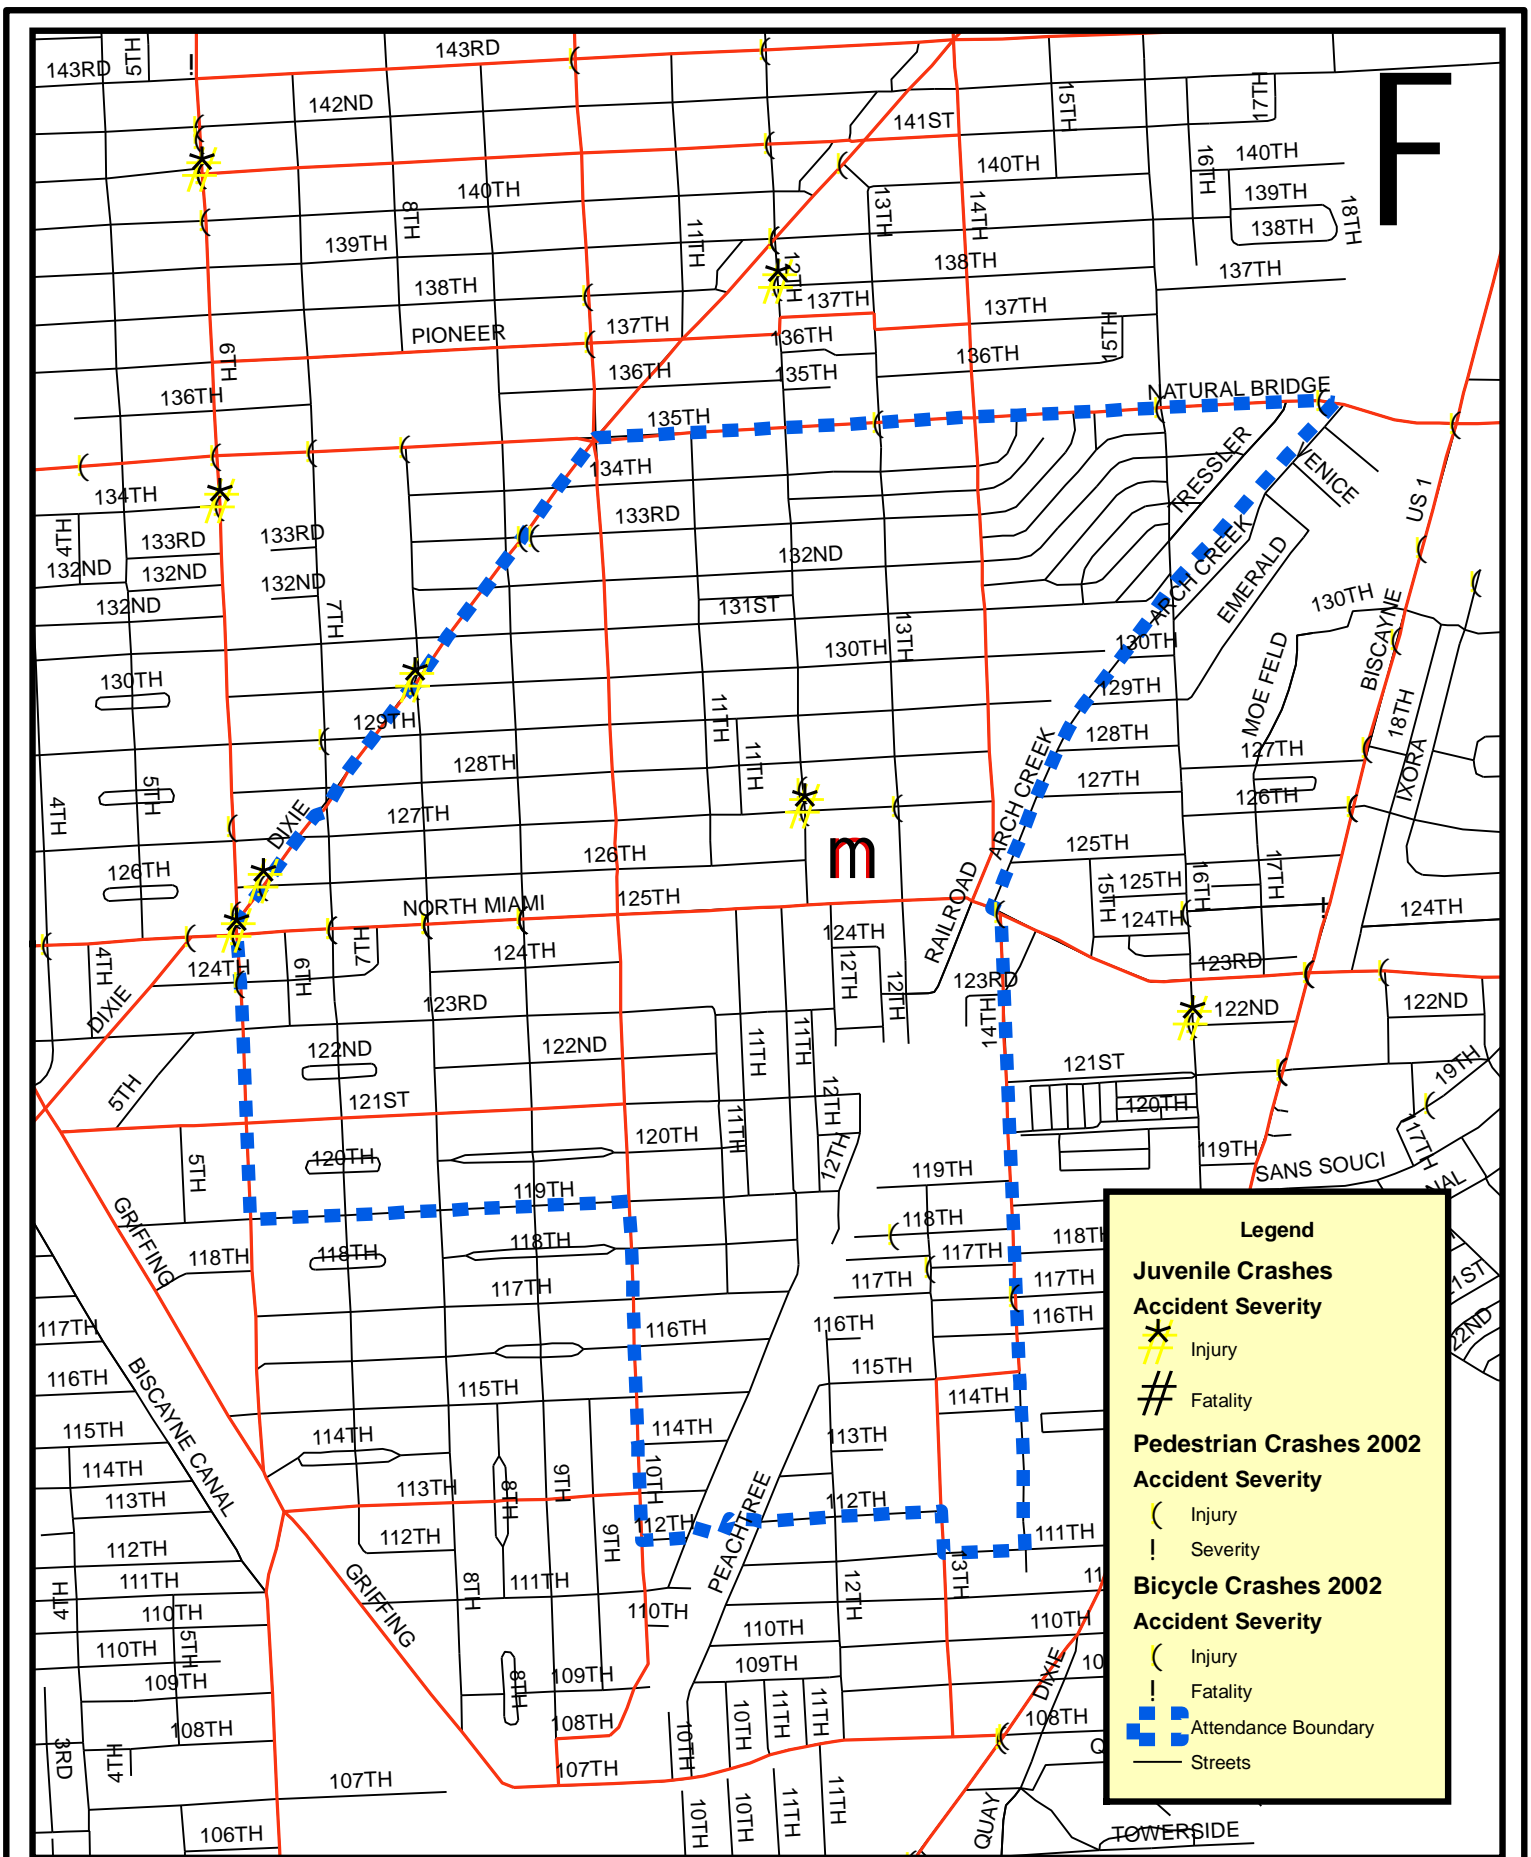 143RD
5TH
143RD
!
142ND
15TH
17TH
141ST
F
140TH
16TH
140TH
140TH
139TH
8TH
13TH
14TH
18TH
138TH
139TH
11TH
12TH
138TH
137TH
138TH
137TH
137TH
137TH
PIONEER
136TH
15TH
6TH
136TH
136TH
135TH
NATURAL BRIDGE
136TH
135TH
134TH
TRESSLER
VENICE
134TH
US 1
133RD
4TH
133RD
133RD
132ND
132ND
132ND
132ND
132ND
ARCH CREEK
EMERALD
131ST
7TH
130TH
BISCAYNE
13TH
130TH
130TH
130TH
MOE FELD
129TH
11TH
129TH
18TH
128TH
128TH
11TH
127TH
5TH
127TH
IXORA
126TH
4TH
DIXIE
127TH
ARCH CREEK
125TH
126TH
126TH
m
15TH
125TH
16TH
17TH
NORTH MIAMI
125TH
RAILROAD
124TH
124TH
!
124TH
7TH
124TH
123RD
4TH
124TH
6TH
12TH
12TH
123RD
14TH
122ND
122ND
DIXIE
123RD
122ND
122ND
11TH
11TH
121ST
19TH
5TH
121ST
12TH
120TH
17TH
11TH
120TH
12TH
120TH
119TH
SANS SOUCI
5TH
119TH
119TH
GRIFFING
118TH
118TH
118TH
118TH
117TH
118TH
117TH
117TH
117TH
116TH
117TH
116TH
116TH
BISCAYNE CANAL
116TH
115TH
115TH
114TH
115TH
114TH
114TH
113TH
114TH
113TH
113TH
8TH
9TH
10TH
PEACHTREE
112TH
112TH
112TH
112TH
9TH
111TH
111TH
4TH
GRIFFING
8TH
111TH
12TH
13TH
110TH
110TH
110TH
110TH
5TH
110TH
109TH
109TH
8TH
109TH
DIXIE
108TH
108TH
108TH
10TH
10TH
11TH
11TH
3RD
4TH
107TH
107TH
10TH
10TH
11TH
11TH
QUAY
TOWERSIDE
106TH
Legend
Juvenile Crashes
Accident Severity
Injury
Fatality
Pedestrian Crashes 2002
Accident Severity
( Injury
! Severity
Bicycle Crashes 2002
Accident Severity
( Injury
! Fatality
Attendance Boundary
Streets